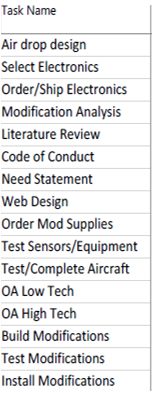 Task Name
Air drop design
Select Electronics
Order/Ship Electronics
Modification Analysis
Literature Review
Code of Conduct
Need Statement
Web Design
Order Mod Supplies
Test Sensors/Equipment
Test/Complete Aircraft
OA Low Tech
OA High Tech
Build Modifications
Test Modifications
Install Modifications